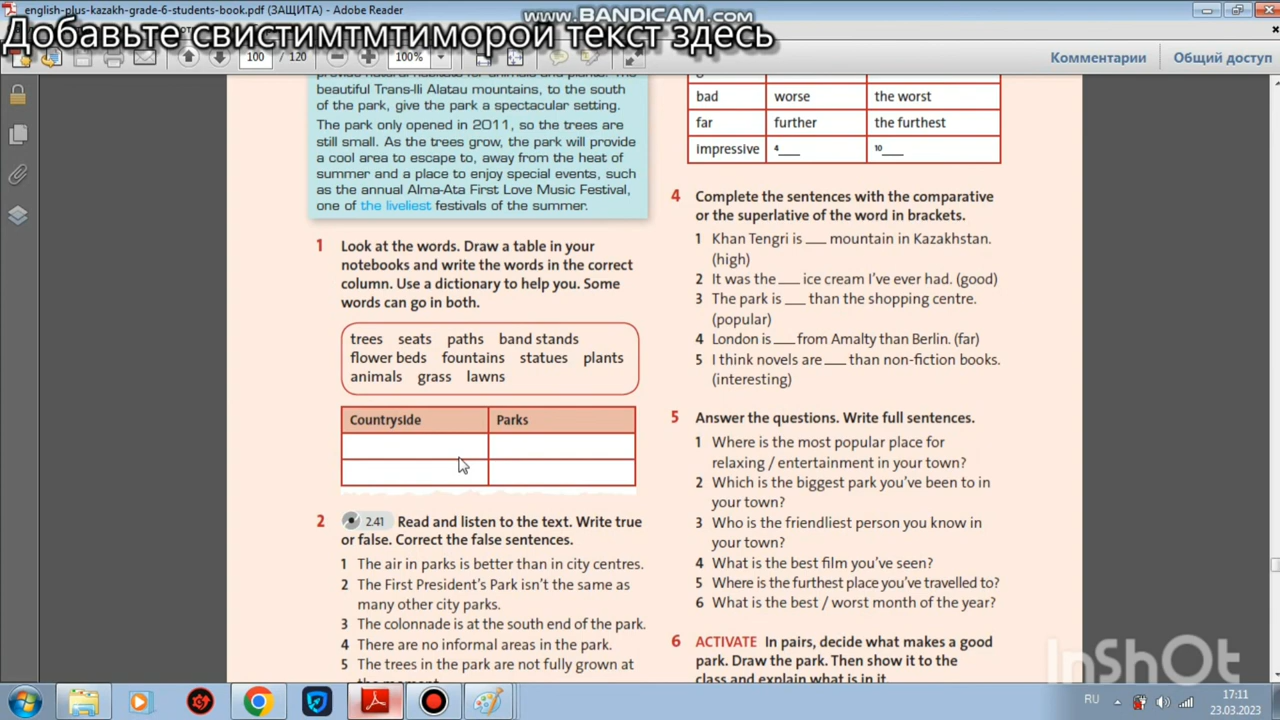 english-plus-kazakh-grade-6-students-book.pdf (ЗАЩИТА) - Adobe Reader
www.BANDICAM.com
Добавьте свистимтмтиморои текст здесь
100 / 120
100%
Комментарии
Общий доступ
beautiful Trans-Ili Alatau mountains, to the south
of the park, give the park a spectacular setting.
The park only opened in 2011, so the trees are
still small. As the trees grow, the park will provide
a cool area to escape to, away from the heat of
summer and a place to enjoy special events, such
as the annual Alma-Ata First Love Music Festival,
one of the liveliest festivals of the summer.
1 Look at the words. Draw a table in your
notebooks and write the words in the correct
column. Use a dictionary to help you. Some
words can go in both.
trees seats paths band stands
flower beds fountains statues plants
animals grass lawns
Countryside Parks
2 2.41 Read and listen to the text. Write true
or false. Correct the false sentences.
1 The air in parks is better than in city centres.
2 The First President's Park isn't the same as
many other city parks.
3 The colonnade is at the south end of the park.
4 There are no informal areas in the park.
5 The trees in the park are not fully grown at
the moment.
bad worse the worst
far further the furthest
impressive 4___ 10___
4 Complete the sentences with the comparative
or the superlative of the word in brackets.
1 Khan Tengri is ___ mountain in Kazakhstan.
(high)
2 It was the ___ ice cream I've ever had. (good)
3 The park is ___ than the shopping centre.
(popular)
4 London is ___ from Amalty than Berlin. (far)
5 I think novels are ___ than non-fiction books.
(interesting)
5 Answer the questions. Write full sentences.
1 Where is the most popular place for
relaxing / entertainment in your town?
2 Which is the biggest park you've been to in
your town?
3 Who is the friendliest person you know in
your town?
4 What is the best film you've seen?
5 Where is the furthest place you've travelled to?
6 What is the best / worst month of the year?
6 ACTIVATE In pairs, decide what makes a good
park. Draw the park. Then show it to the
class and explain what is in it.
InShOt
RU
17:11
23.03.2023